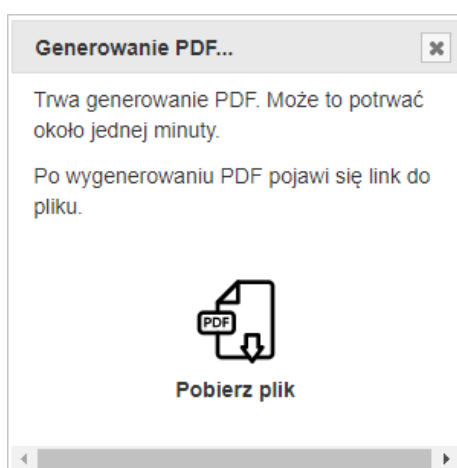 Generowanie PDF...
Trwa generowanie PDF. Może to potrwać
około jednej minuty.
Po wygenerowaniu PDF pojawi się link do
pliku.
PDF
Pobierz plik